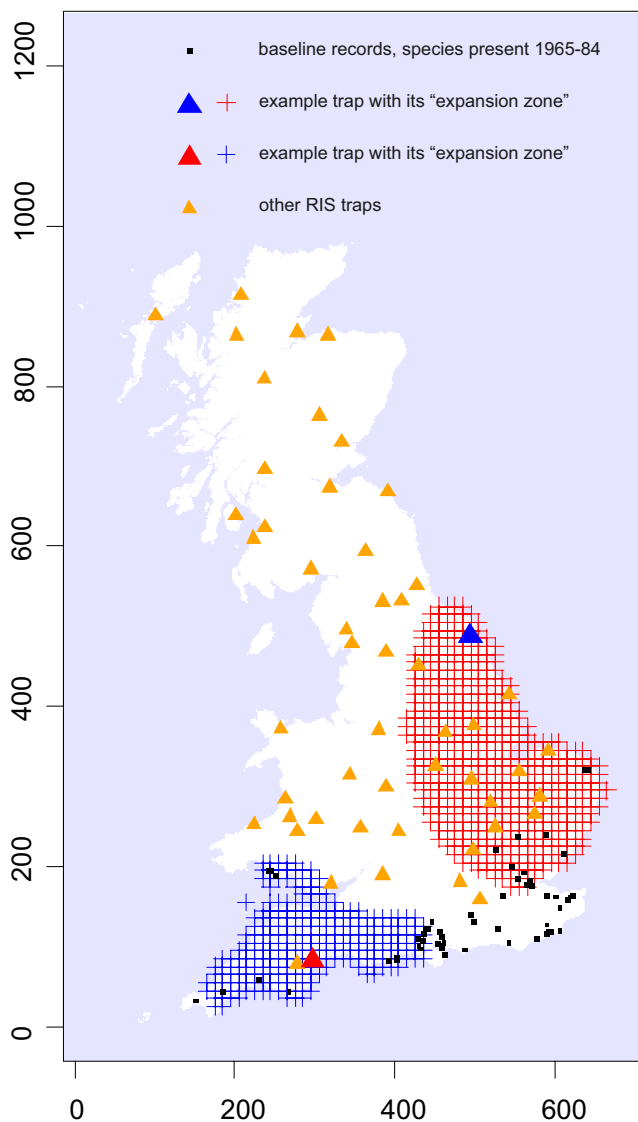 1200
baseline records, species present 1965-84
example trap with its “expansion zone”
example trap with its “expansion zone”
other RIS traps
1000
800
600
400
200
0
0 200 400 600